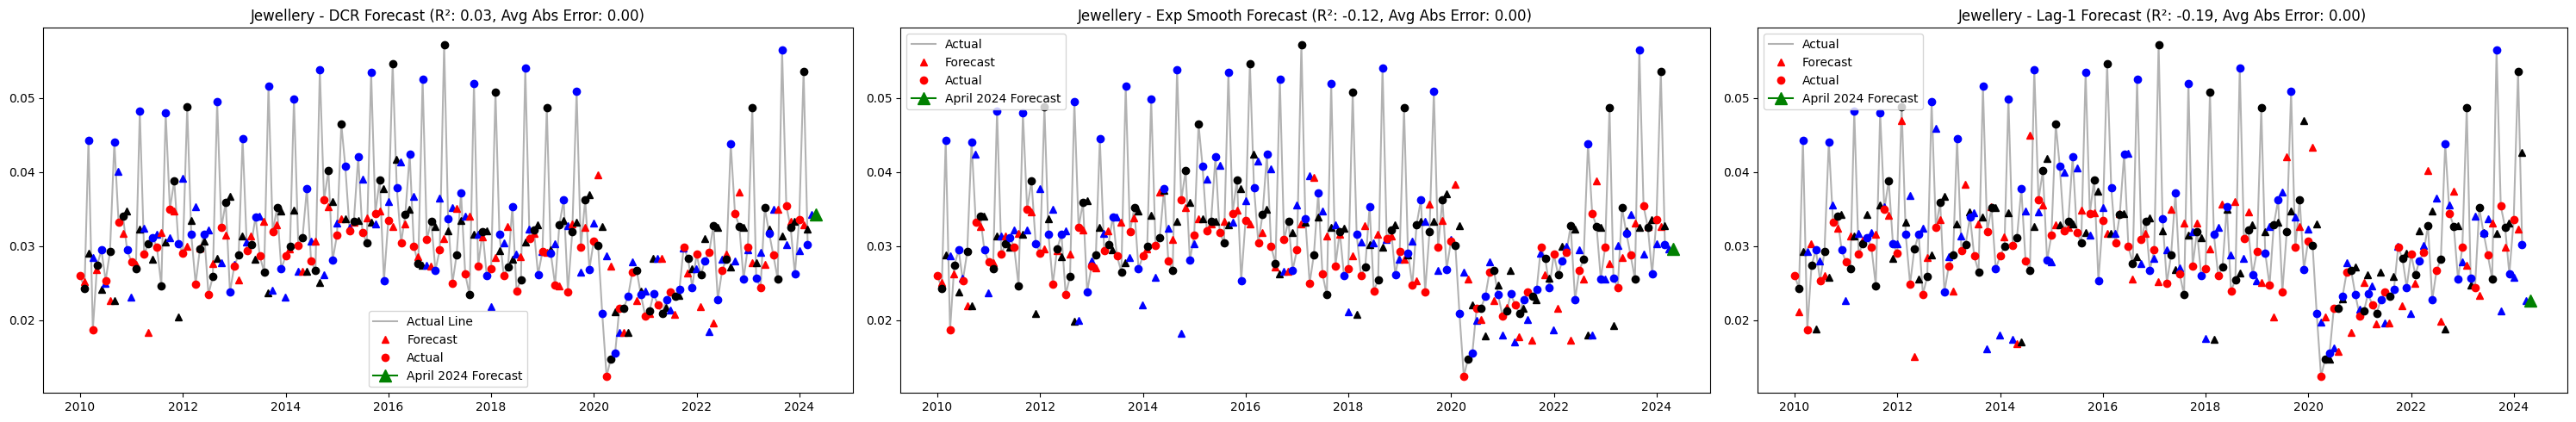 Jewellery - DCR Forecast (R²: 0.03, Avg Abs Error: 0.00)
0.05
0.04
0.03
0.02
Actual Line
Forecast
Actual
April 2024 Forecast
2010 2012 2014 2016 2018 2020 2022 2024
Jewellery - Exp Smooth Forecast (R²: -0.12, Avg Abs Error: 0.00)
Actual
Forecast
Actual
April 2024 Forecast
0.05
0.04
0.03
0.02
2010 2012 2014 2016 2018 2020 2022 2024
Jewellery - Lag-1 Forecast (R²: -0.19, Avg Abs Error: 0.00)
Actual
Forecast
Actual
April 2024 Forecast
0.05
0.04
0.03
0.02
2010 2012 2014 2016 2018 2020 2022 2024